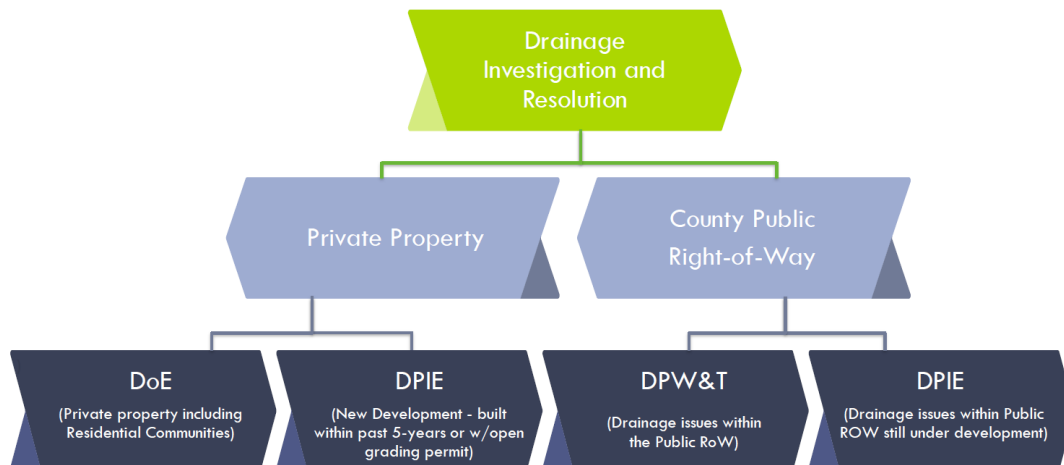 Drainage
Investigation and
Resolution
Private Property
County Public
Right-of-Way
DoE
(Private property including
Residential Communities)
DPIE
(New Development - built
within past 5-years or w/open
grading permit)
DPW&T
(Drainage issues within
the Public RoW)
DPIE
(Drainage issues within Public
ROW still under development)